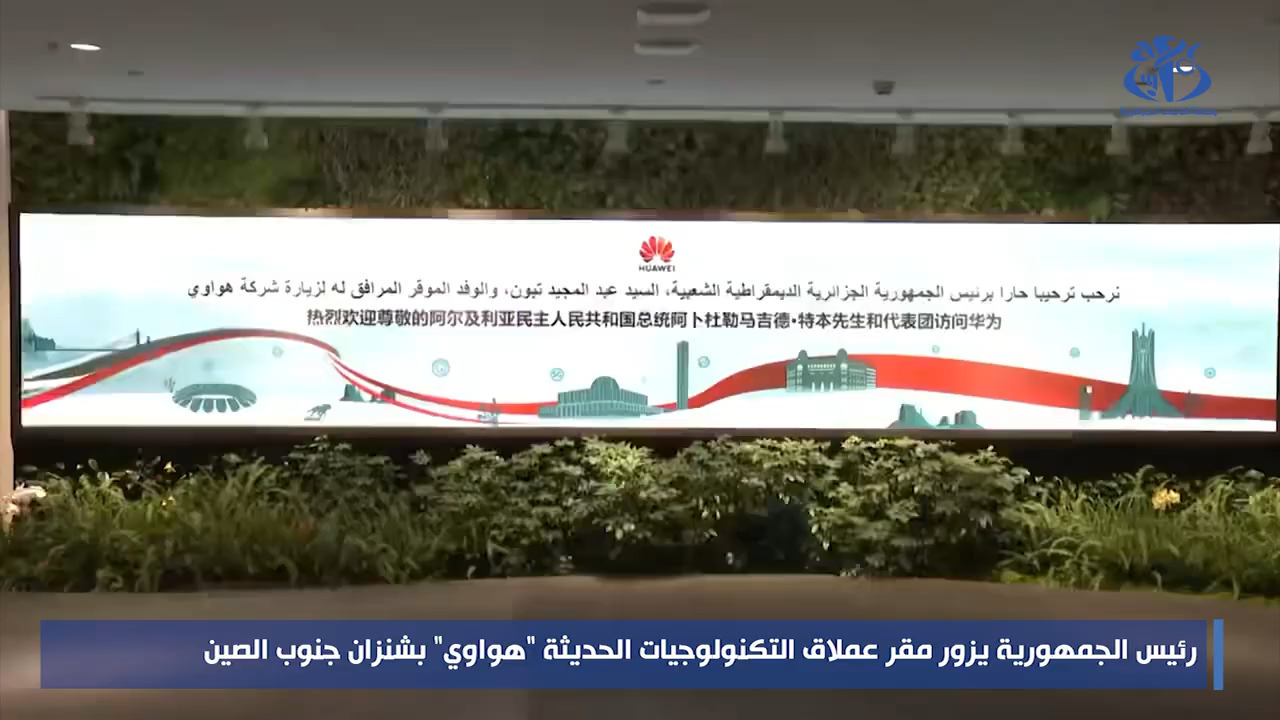 HUAWEI
نرحب ترحيبا حارا برئيس الجمهورية الجزائرية الديمقراطية الشعبية، السيد عبد المجيد تبون، والوفد الموقر المرافق له لزيارة شركة هواوي
热烈欢迎尊敬的阿尔及利亚民主人民共和国总统阿卜杜勒马吉德·特本先生和代表团访问华为
رئيس الجمهورية يزور مقر عملاق التكنولوجيات الحديثة "هواوي" بشنزان جنوب الصين